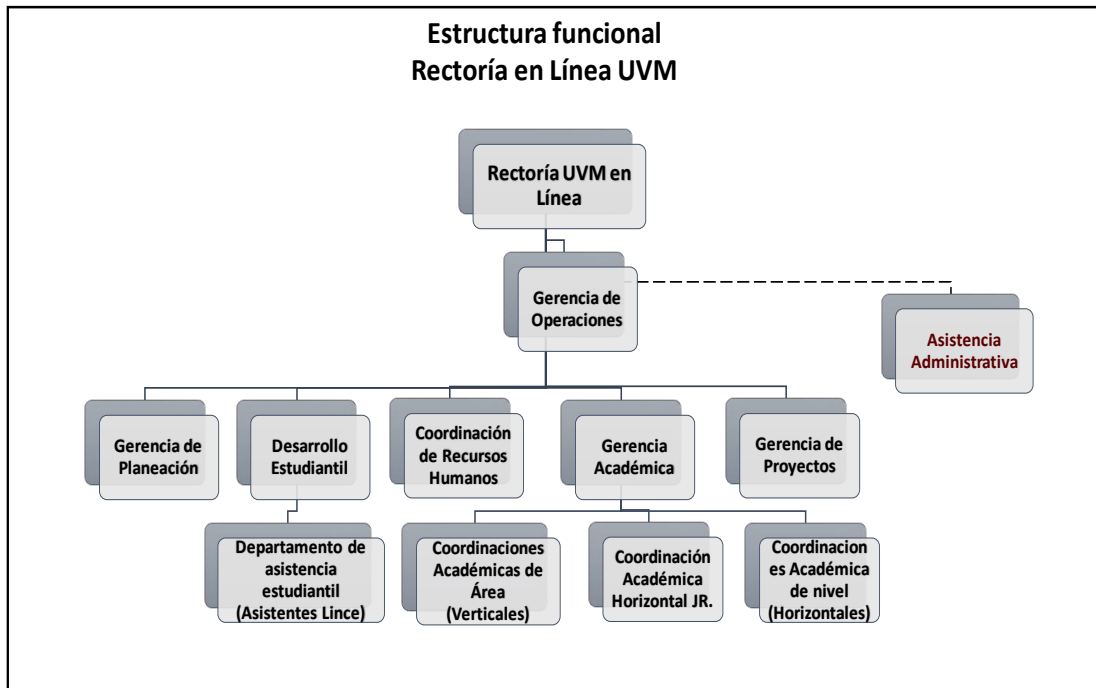 Estructura funcional
Rectoría en Línea UVM
Rectoría UVM en
Línea
Gerencia de
Operaciones
Asistencia
Administrativa
Gerencia de
Planeación
Desarrollo
Estudiantil
Coordinación
de Recursos
Humanos
Gerencia
Académica
Gerencia de
Proyectos
Departamento de
asistencia
estudiantil
(Asistentes Lince)
Coordinaciones
Académicas de
Área
(Verticales)
Coordinación
Académica
Horizontal JR.
Coordinacion
es Académica
de nivel
(Horizontales)